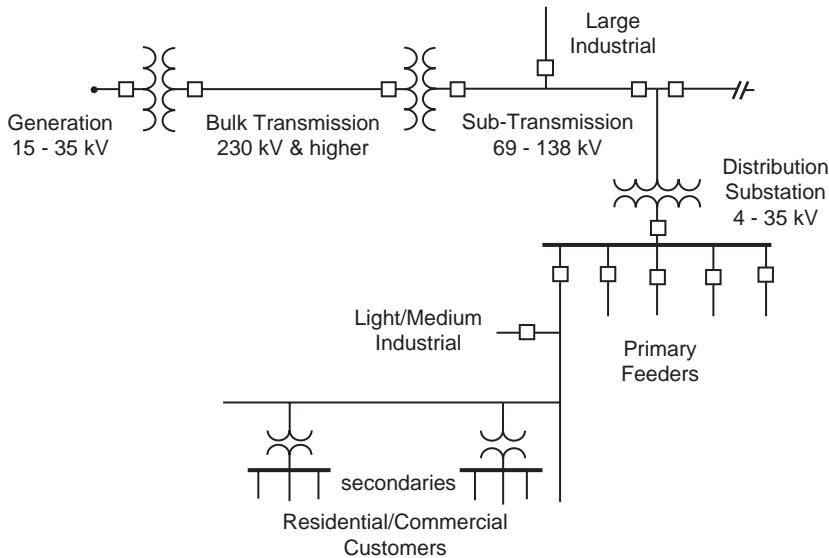 Large
Industrial
Generation
15 - 35 kV
Bulk Transmission
230 kV & higher
Sub-Transmission
69 - 138 kV
Distribution
Substation
4 - 35 kV
Light/Medium
Industrial
Primary
Feeders
secondaries
Residential/Commercial
Customers